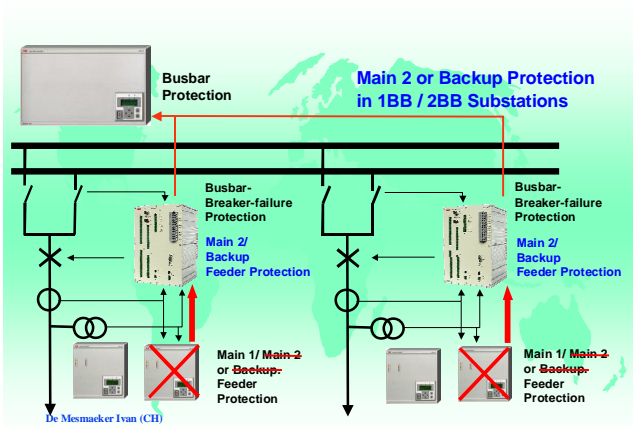 Busbar
Protection
Main 2 or Backup Protection
in 1BB / 2BB Substations
Busbar-
Breaker-failure
Protection
Main 2/
Backup
Feeder Protection
Busbar-
Breaker-failure
Protection
Main 2/
Backup
Feeder Protection
Main 1/ Main 2
or Backup.
Feeder
Protection
Main 1/ Main 2
or Backup.
Feeder
Protection
De Mesmaeker Ivan (CH)